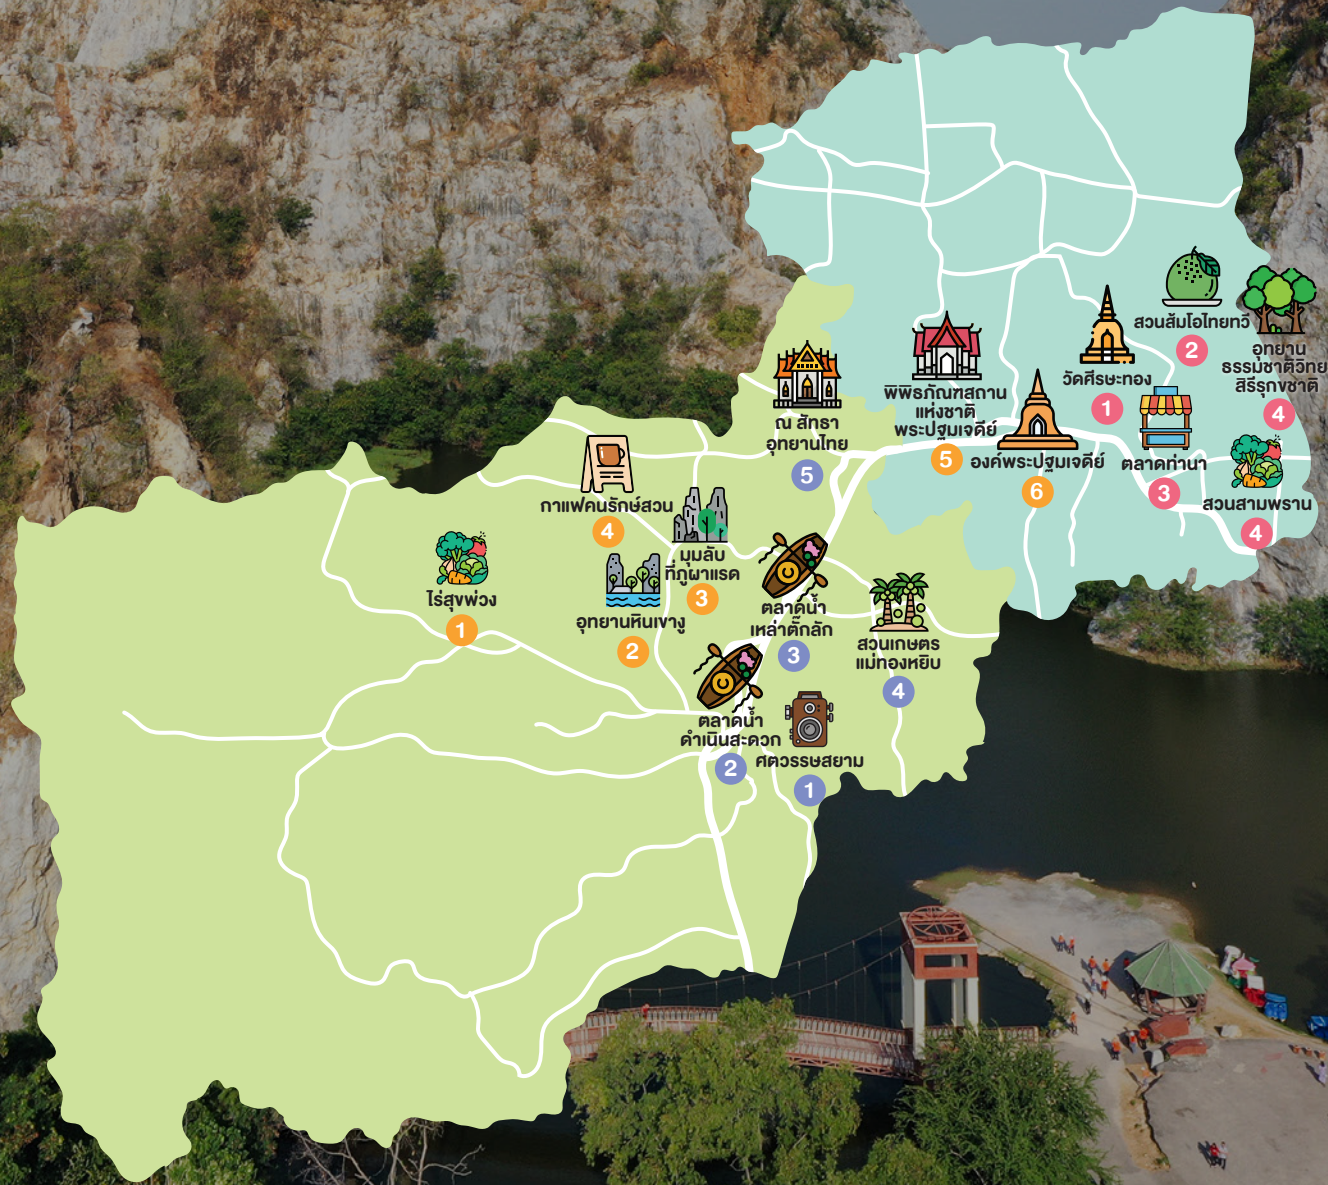 สวนส้มโอไทยทวี
2
อุทยาน
ธรรมชาติวิทยา
สิรีรุกขชาติ
4
วัดศีรษะทอง
1
พิพิธภัณฑสถาน
แห่งชาติ
พระปฐมเจดีย์
5
องค์พระปฐมเจดีย์
6
ตลาดท่านา
3
สวนสามพราน
4
ณ สัทธา
อุทยานไทย
5
กาแฟคนรักษ์สวน
4
มุมลับ
ที่ภูผาแรด
3
ไร่สุขพ่วง
1
อุทยานหินเขางู
2
ตลาดน้ำ
เหล่าตั๊กลัก
3
สวนเกษตร
แม่ทองหยิบ
4
ตลาดน้ำ
ดำเนินสะดวก
2
ศตวรรษสยาม
1